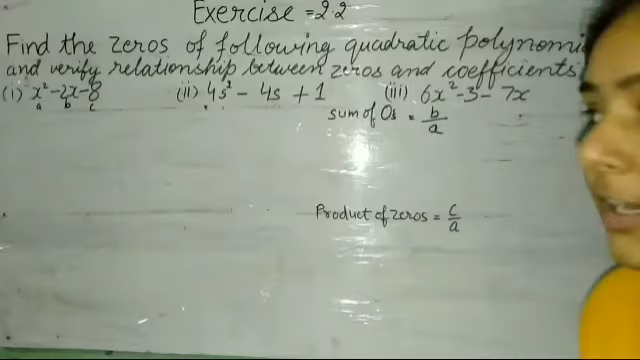 Exercise = 2.2
Find the zeros of following quadratic polynomi
and verify relationship between zeros and coefficients
(i) x² - 2x - 8 (ii) 4s² - 4s + 1 (iii) 6x² - 3 - 7x
a b c
sum of 0s = b/a
Product of zeros = c/a